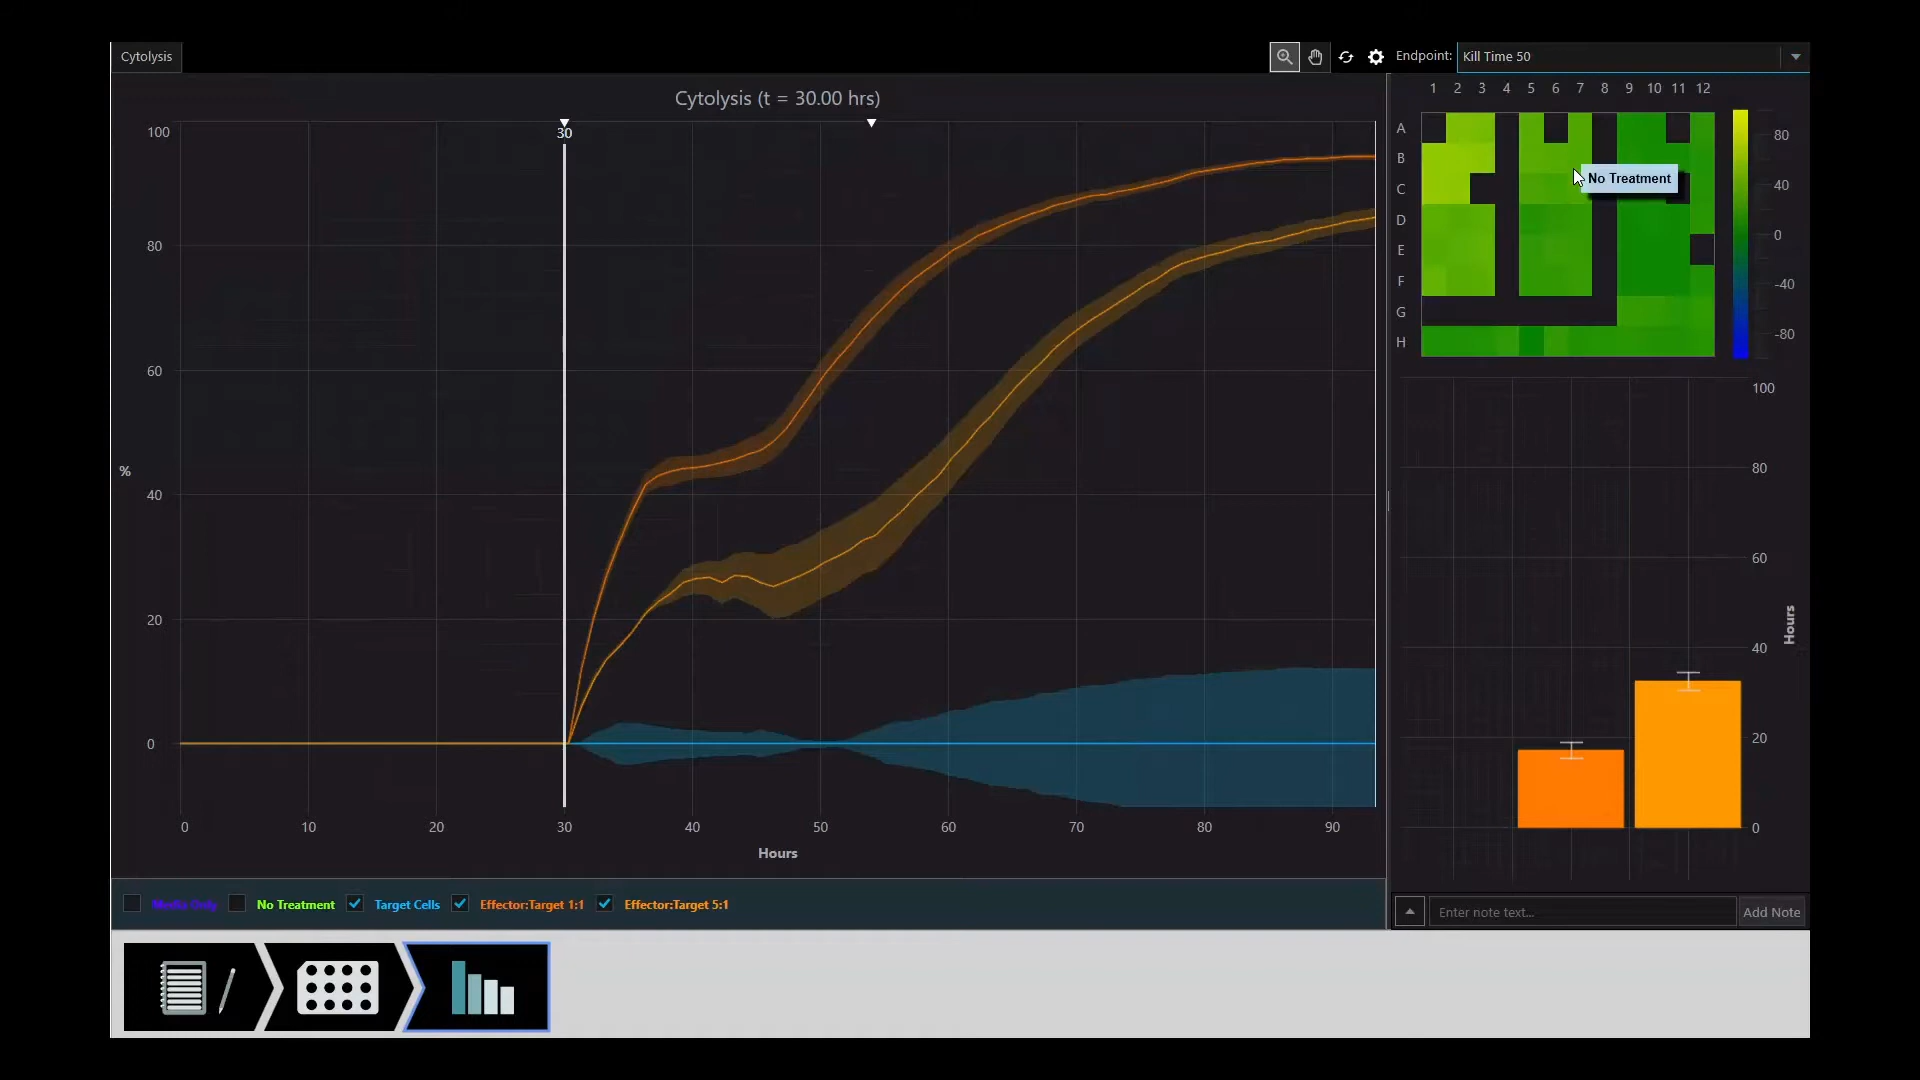 Cytolysis
Endpoint:
Kill Time 50
Cytolysis (t = 30.00 hrs)
1 2 3 4 5 6 7 8 9 10 11 12
A
B
C
D
E
F
G
H
80
40
0
-40
-80
No Treatment
30
100
80
60
40
20
0
%
0 10 20 30 40 50 60 70 80 90
Hours
100
80
60
40
20
0
Hours
Media Only
No Treatment
Target Cells
Effector:Target 1:1
Effector:Target 5:1
Enter note text...
Add Note